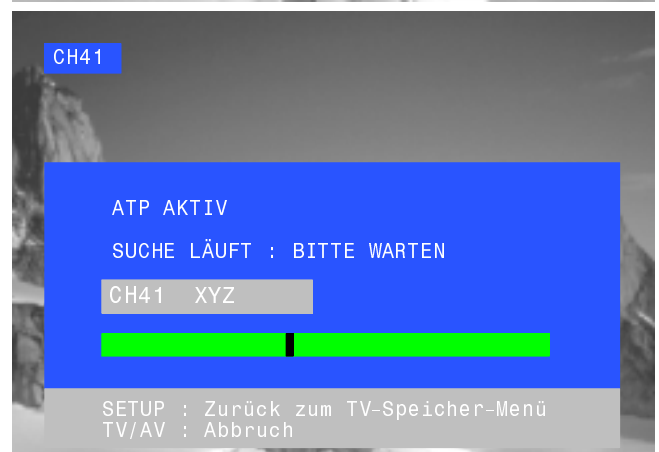 CH41
ATP AKTIV
SUCHE LÄUFT : BITTE WARTEN
CH41 XYZ
SETUP : Zurück zum TV-Speicher-Menü
TV/AV : Abbruch